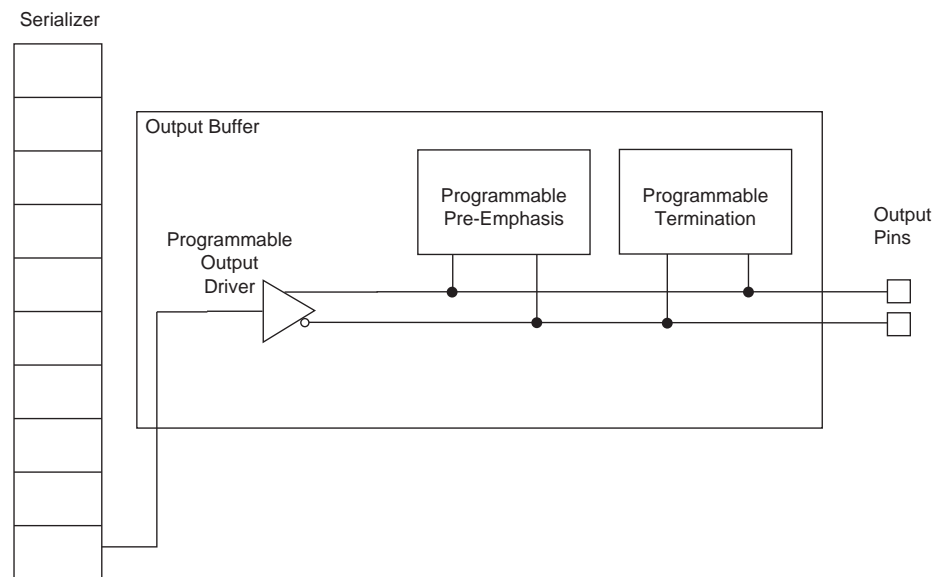 Serializer
Output Buffer
Programmable
Pre-Emphasis
Programmable
Termination
Output
Pins
Programmable
Output
Driver